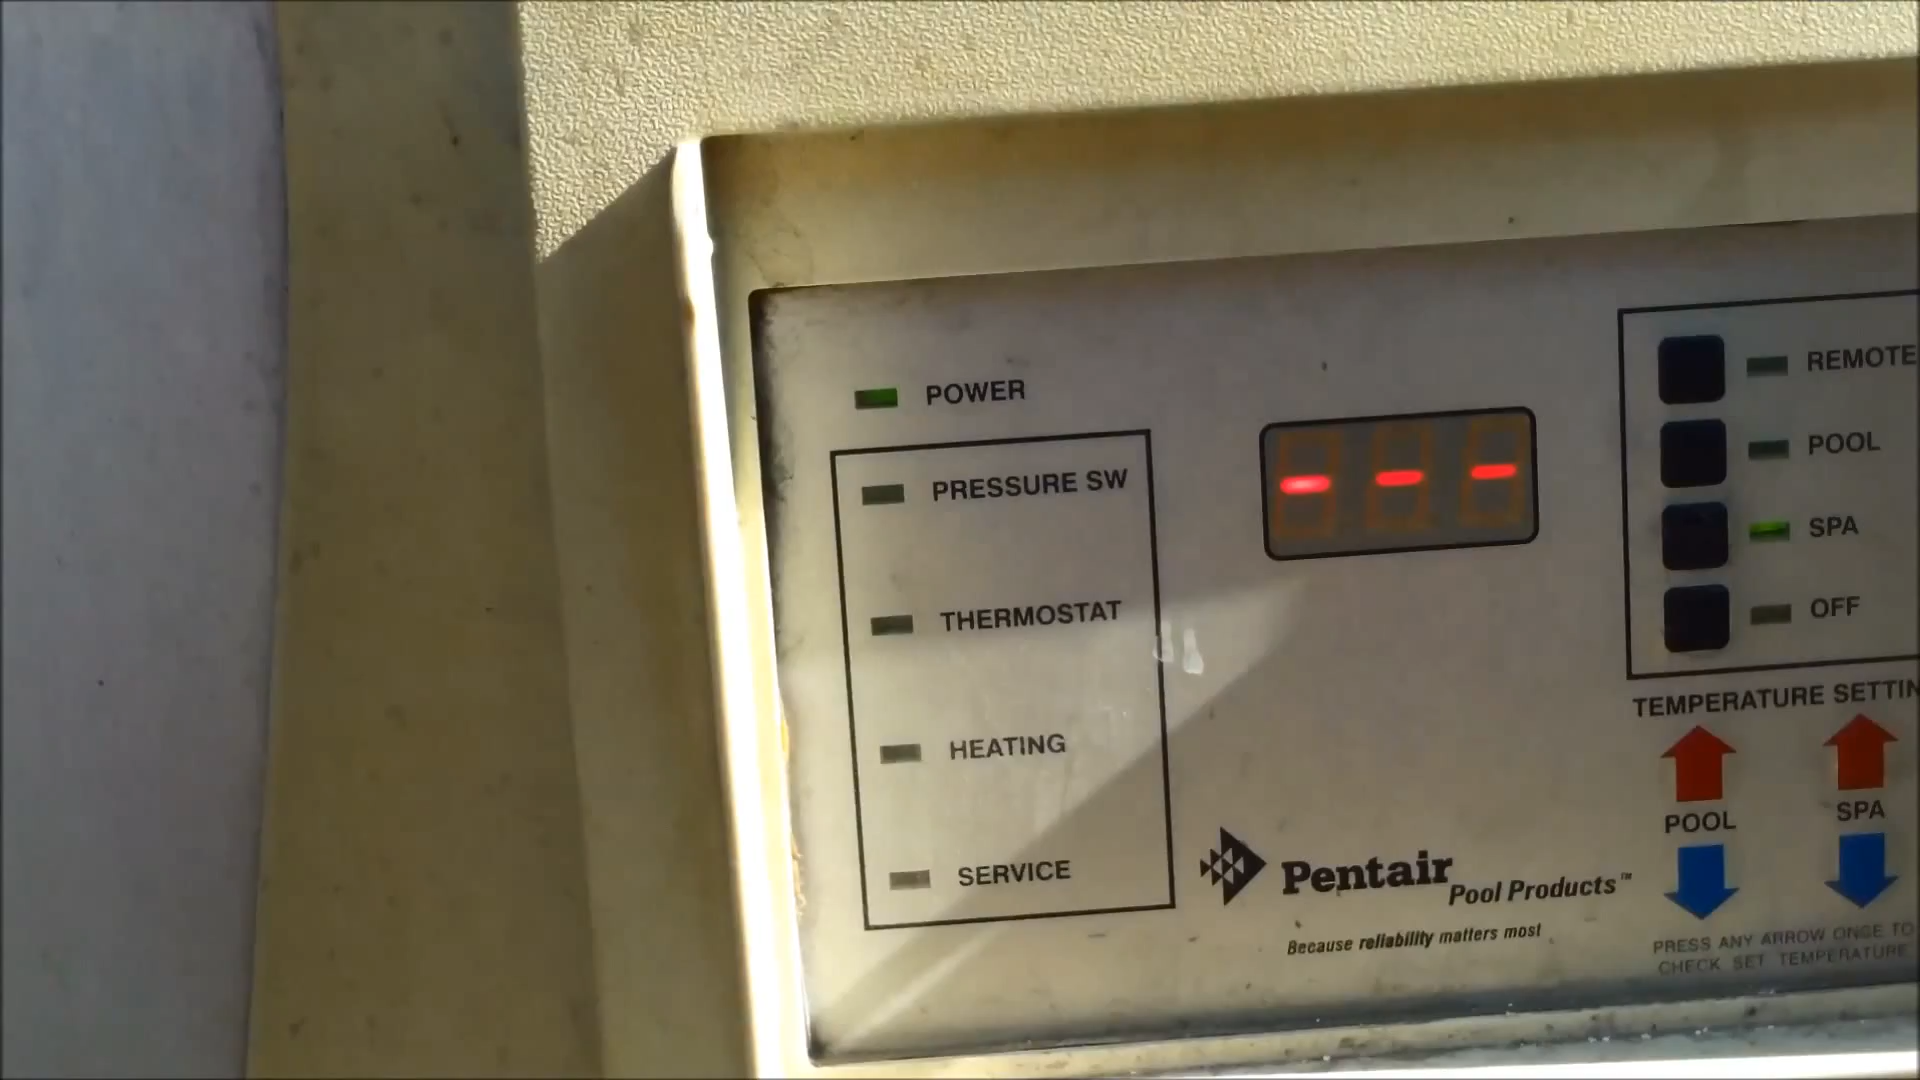 POWER
PRESSURE SW
THERMOSTAT
HEATING
SERVICE
---
REMOTE
POOL
SPA
OFF
TEMPERATURE SETTIN
POOL
SPA
Pentair
Pool Products™
Because reliability matters most
PRESS ANY ARROW ONCE TO
CHECK SET TEMPERATURE